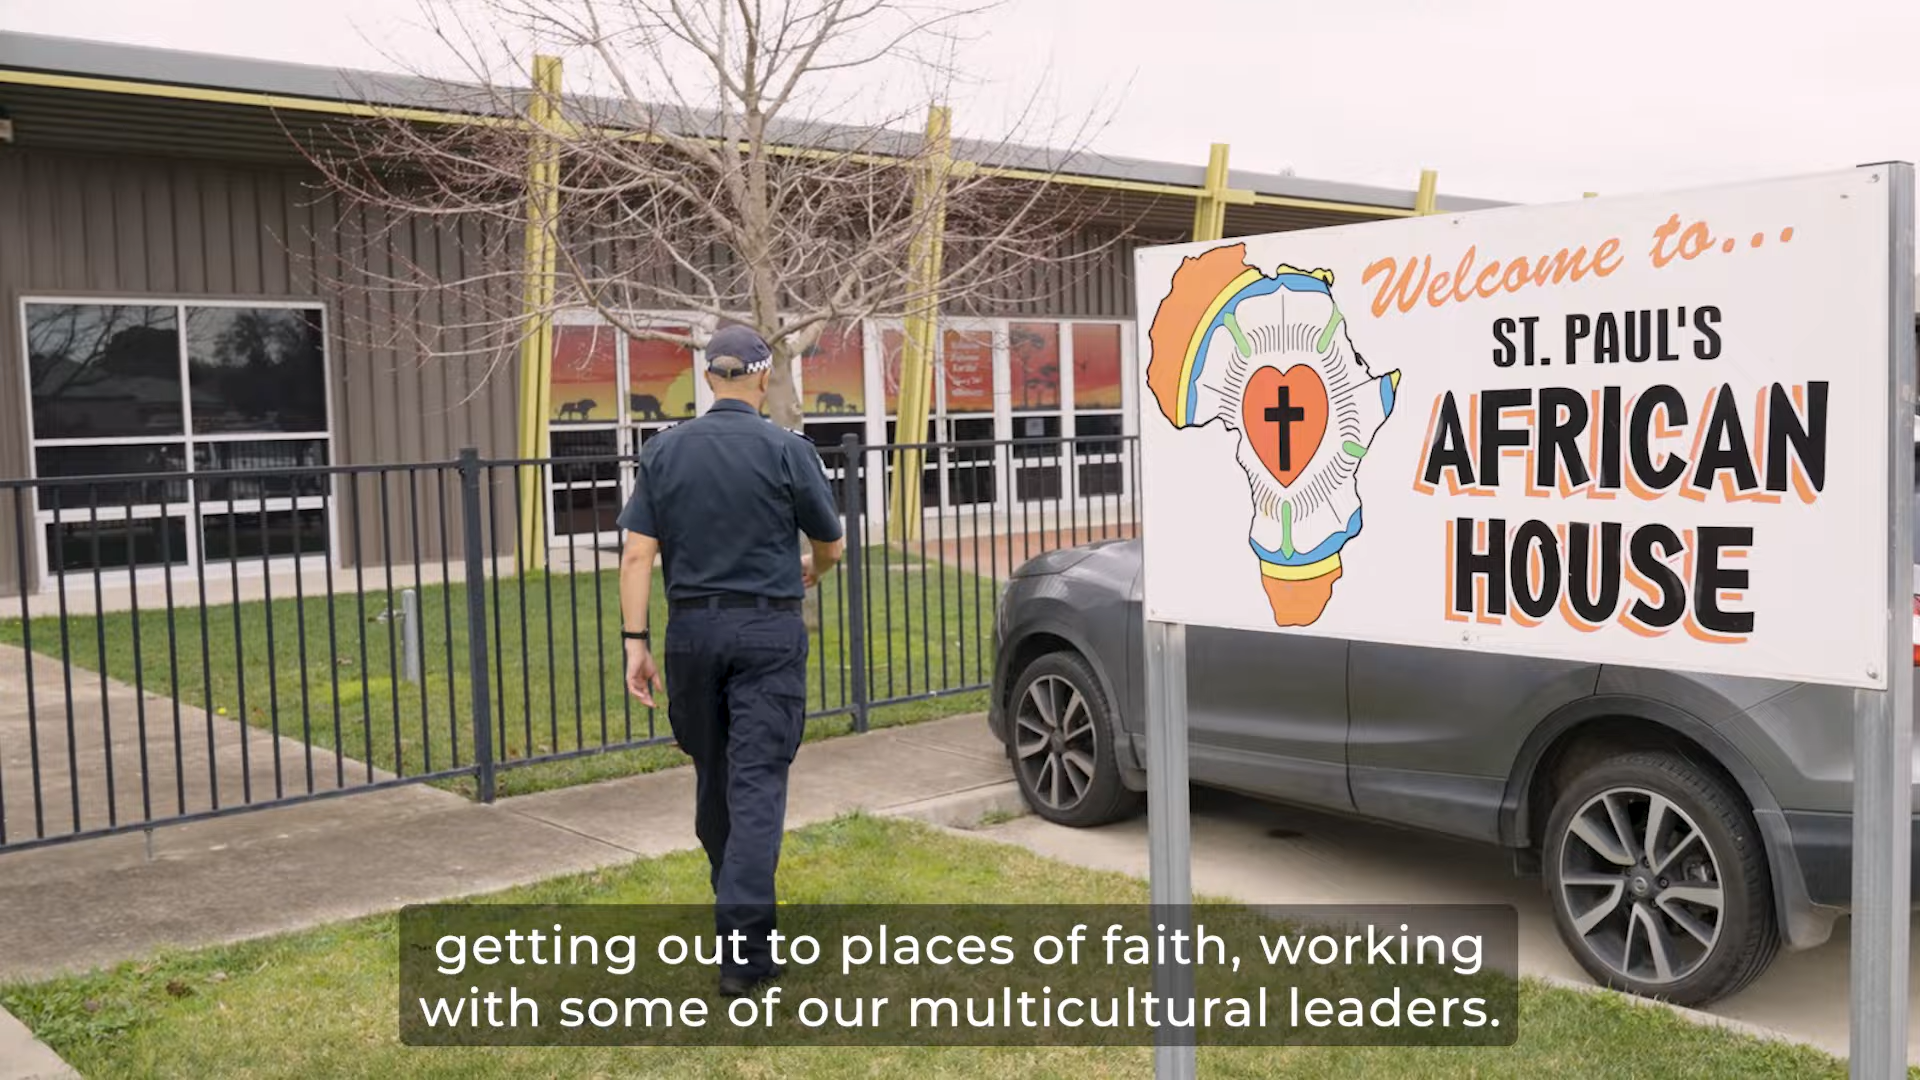 Welcome to...
ST. PAUL'S
AFRICAN
HOUSE
getting out to places of faith, working
with some of our multicultural leaders.